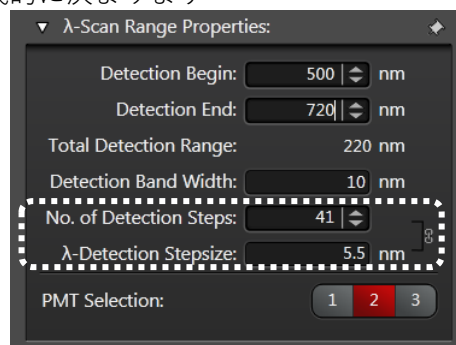 ▼ λ-Scan Range Properties:
Detection Begin: 500 nm
Detection End: 720 nm
Total Detection Range: 220 nm
Detection Band Width: 10 nm
No. of Detection Steps: 41
λ-Detection Stepsize: 5.5 nm
PMT Selection: 1 2 3